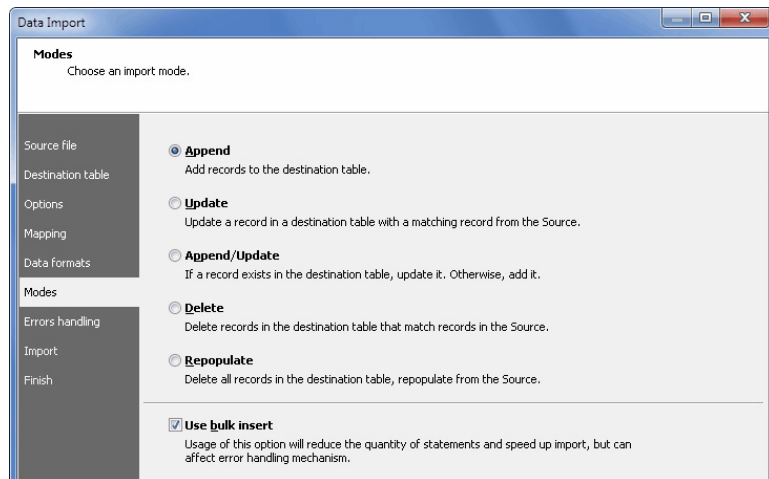 Data Import
Modes
Choose an import mode.
Source file
Destination table
Options
Mapping
Data formats
Modes
Errors handling
Import
Finish
Append
Add records to the destination table.
Update
Update a record in a destination table with a matching record from the Source.
Append/Update
If a record exists in the destination table, update it. Otherwise, add it.
Delete
Delete records in the destination table that match records in the Source.
Repopulate
Delete all records in the destination table, repopulate from the Source.
Use bulk insert
Usage of this option will reduce the quantity of statements and speed up import, but can
affect error handling mechanism.